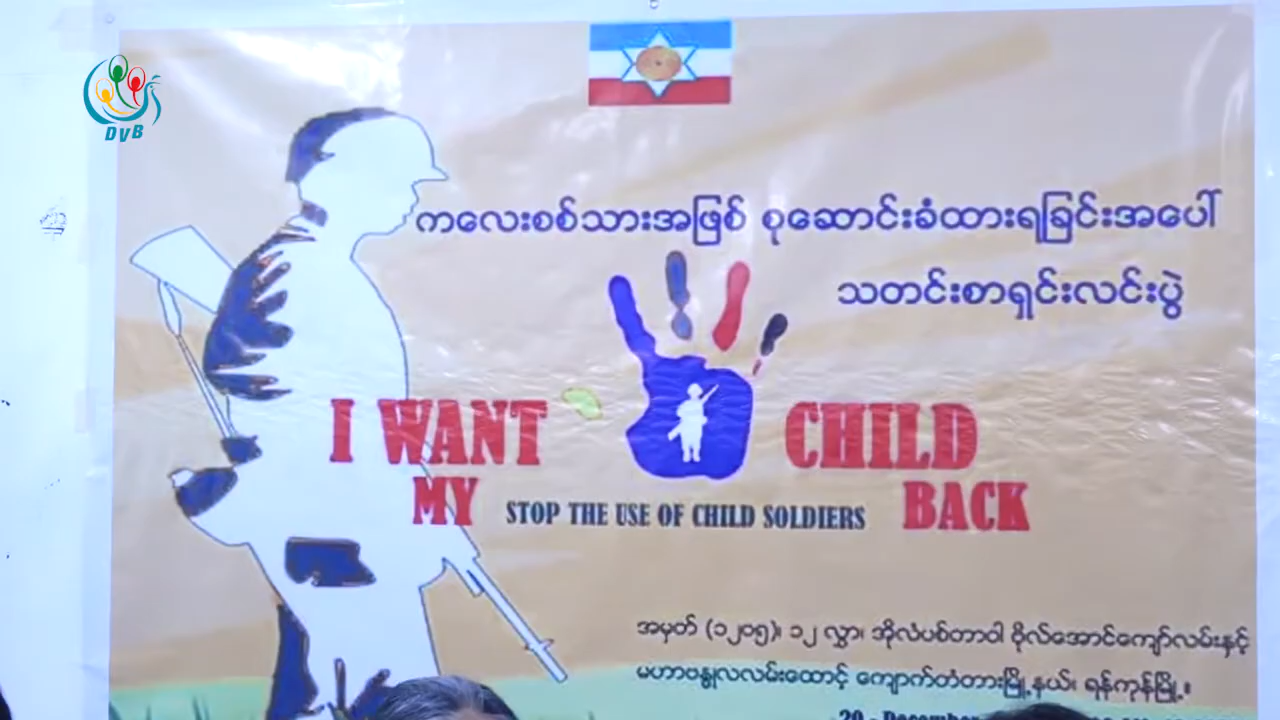 DVB
ကလေးစစ်သားအဖြစ် စုဆောင်းခံထားရခြင်းအပေါ်
သတင်းစာရှင်းလင်းပွဲ
I WANT CHILD
MY STOP THE USE OF CHILD SOLDIERS BACK
အမှတ် (၁၂၀၅)၊ ၁၂ လွှာ၊ အိုလံပစ်တာဝါ ဗိုလ်အောင်ကျော်လမ်းနှင့်
မဟာဗန္ဓုလလမ်းထောင့် ကျောက်တံတားမြို့နယ်၊ ရန်ကုန်မြို့။
20 - December